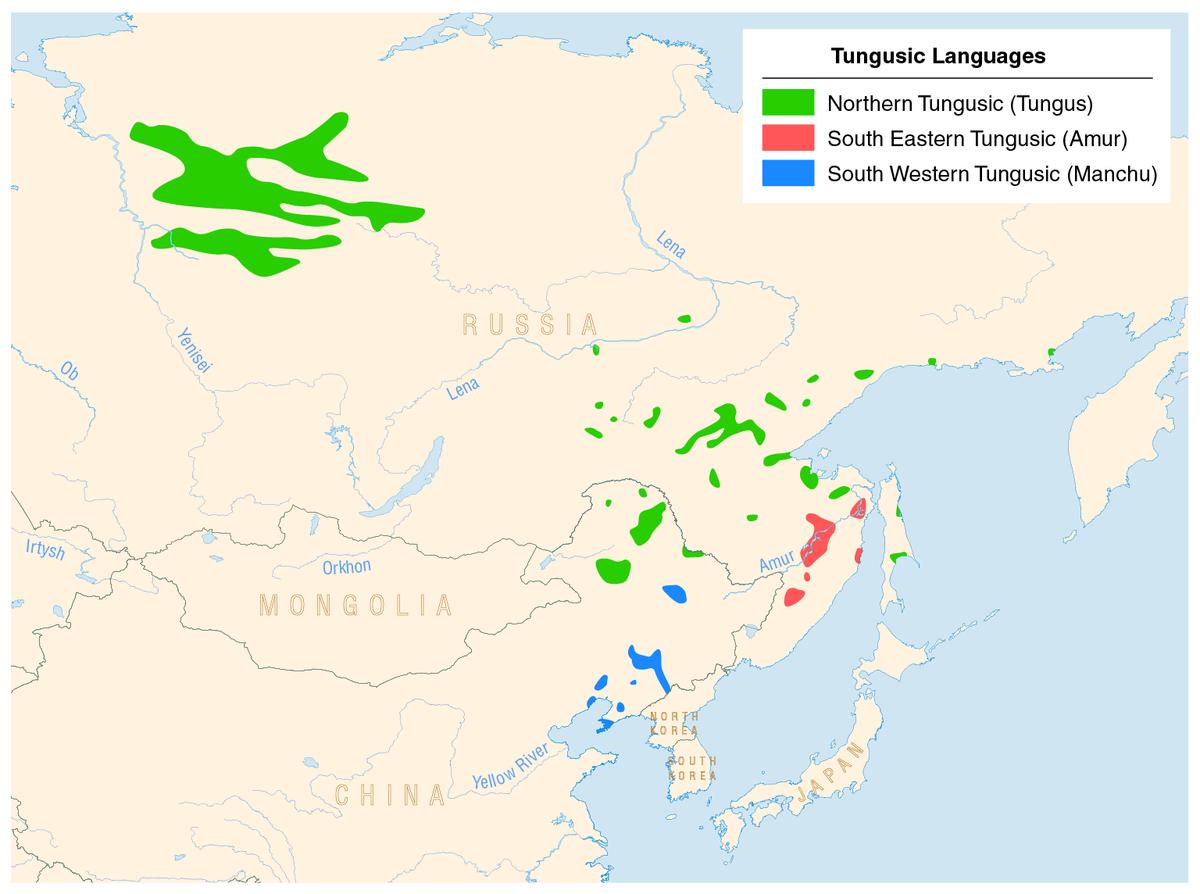 Tungusic Languages
Northern Tungusic (Tungus)
South Eastern Tungusic (Amur)
South Western Tungusic (Manchu)
Lena
RUSSIA
Yenisei
Ob
Lena
Irtysh
Orkhon
Amur
MONGOLIA
NORTH
KOREA
SOUTH
KOREA
JAPAN
Yellow River
CHINA